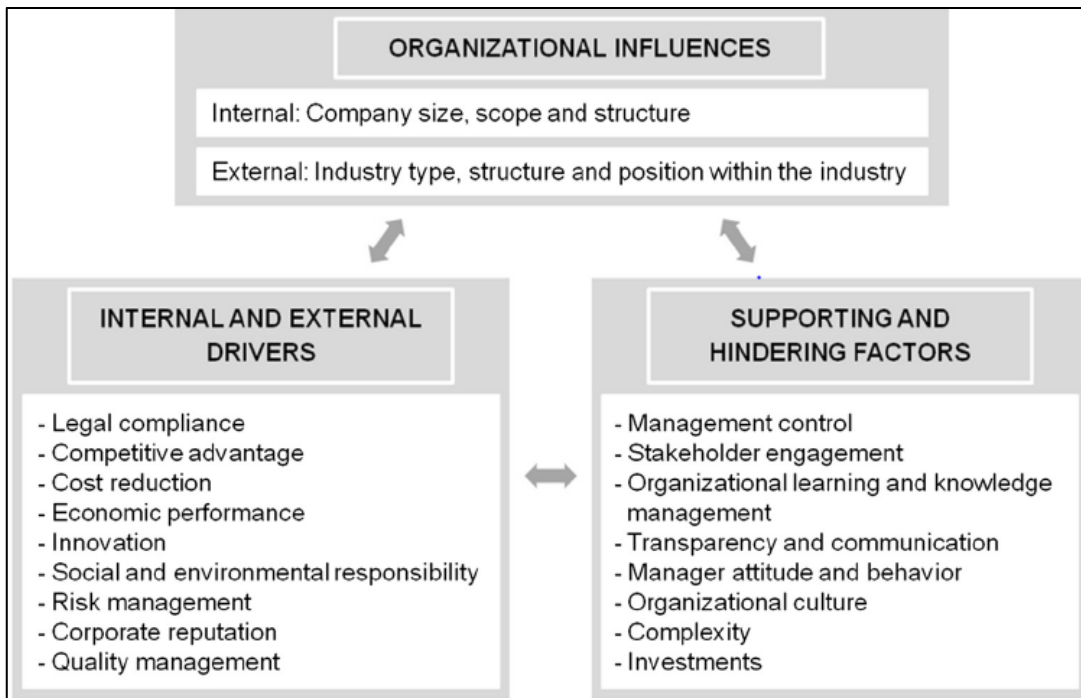 ORGANIZATIONAL INFLUENCES
Internal: Company size, scope and structure
External: Industry type, structure and position within the industry
INTERNAL AND EXTERNAL
DRIVERS
- Legal compliance
- Competitive advantage
- Cost reduction
- Economic performance
- Innovation
- Social and environmental responsibility
- Risk management
- Corporate reputation
- Quality management
SUPPORTING AND
HINDERING FACTORS
- Management control
- Stakeholder engagement
- Organizational learning and knowledge
management
- Transparency and communication
- Manager attitude and behavior
- Organizational culture
- Complexity
- Investments